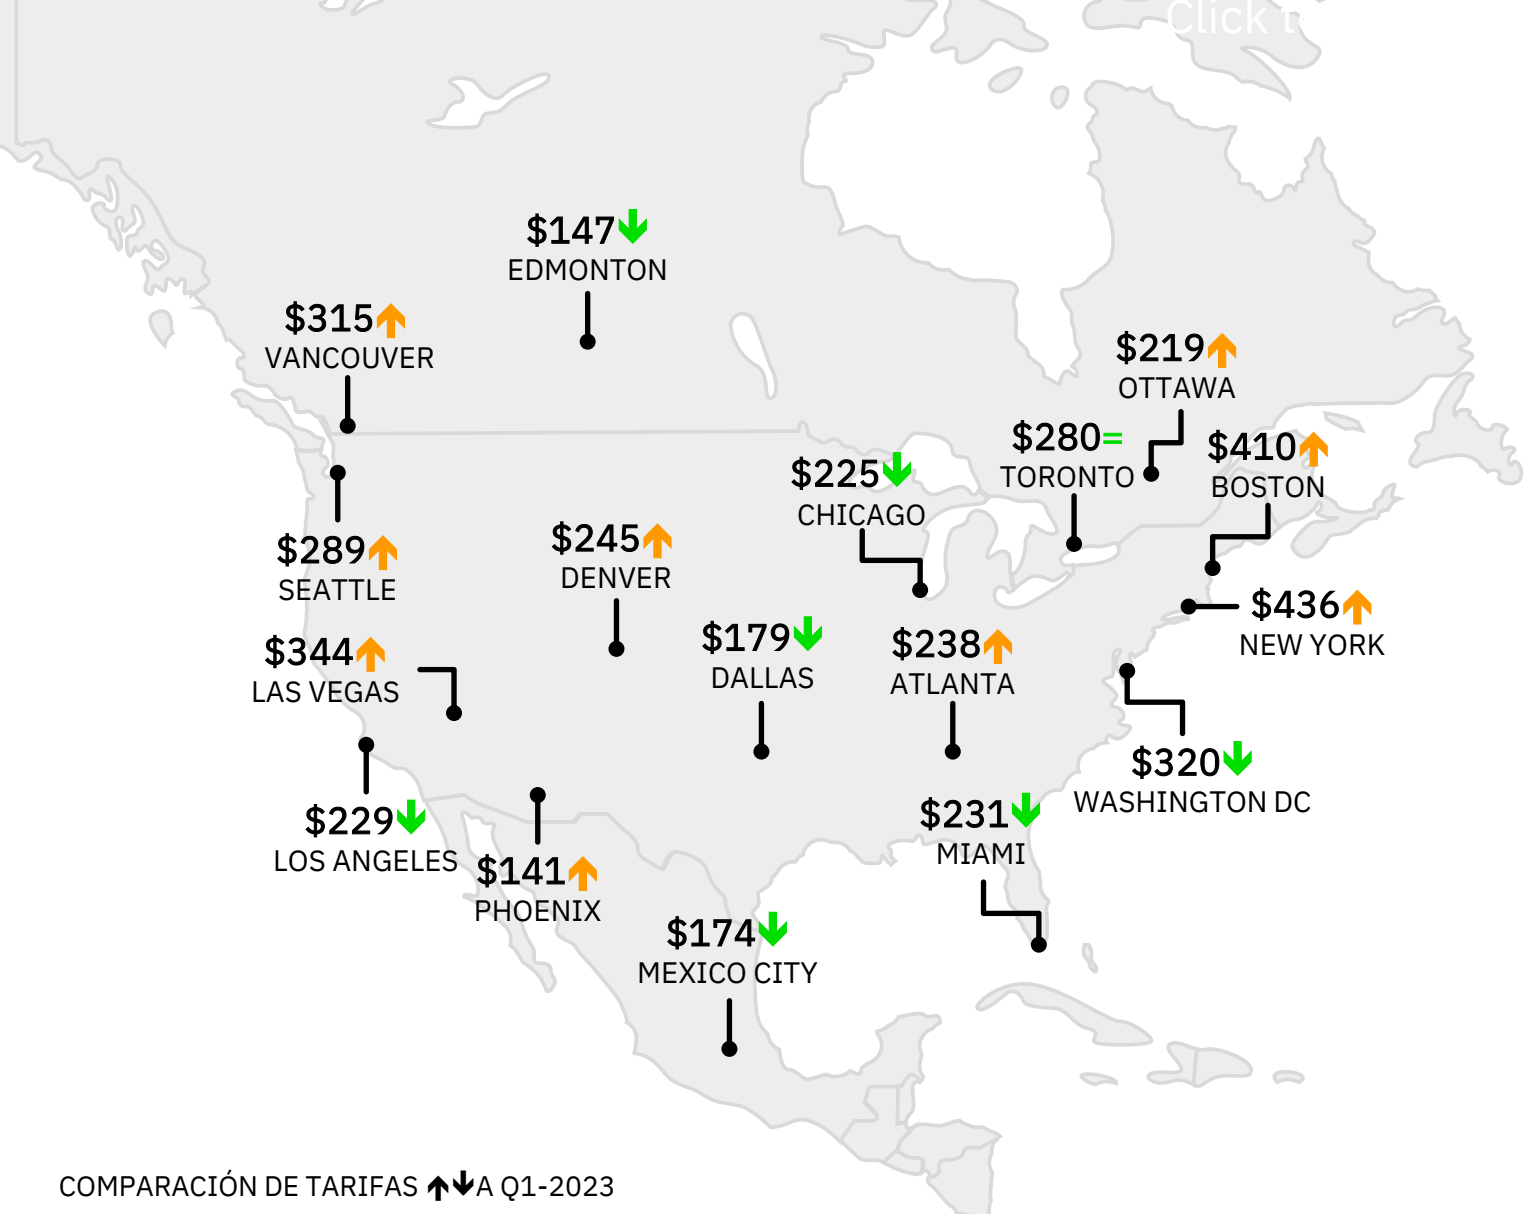 Click t
$147
EDMONTON
$315
VANCOUVER
$219
OTTAWA
$280=
TORONTO
$410
BOSTON
$225
CHICAGO
$289
SEATTLE
$245
DENVER
$436
NEW YORK
$344
LAS VEGAS
$179
DALLAS
$238
ATLANTA
$320
WASHINGTON DC
$229
LOS ANGELES
$231
MIAMI
$141
PHOENIX
$174
MEXICO CITY
COMPARACIÓN DE TARIFAS ↑↓A Q1-2023